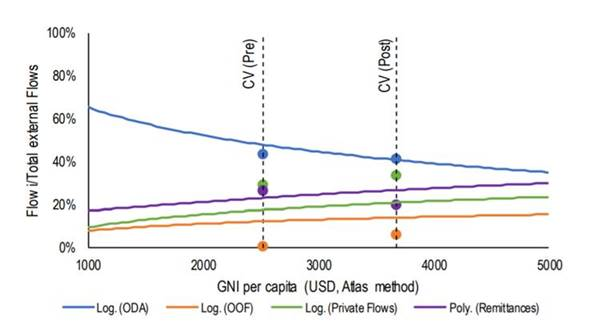 100%
80%
60%
40%
20%
0%
Flow i/Total external Flows
CV (Pre)
CV (Post)
1000 2000 3000 4000 5000
GNI per capita (USD, Atlas method)
Log. (ODA) Log. (OOF) Log. (Private Flows) Poly. (Remittances)